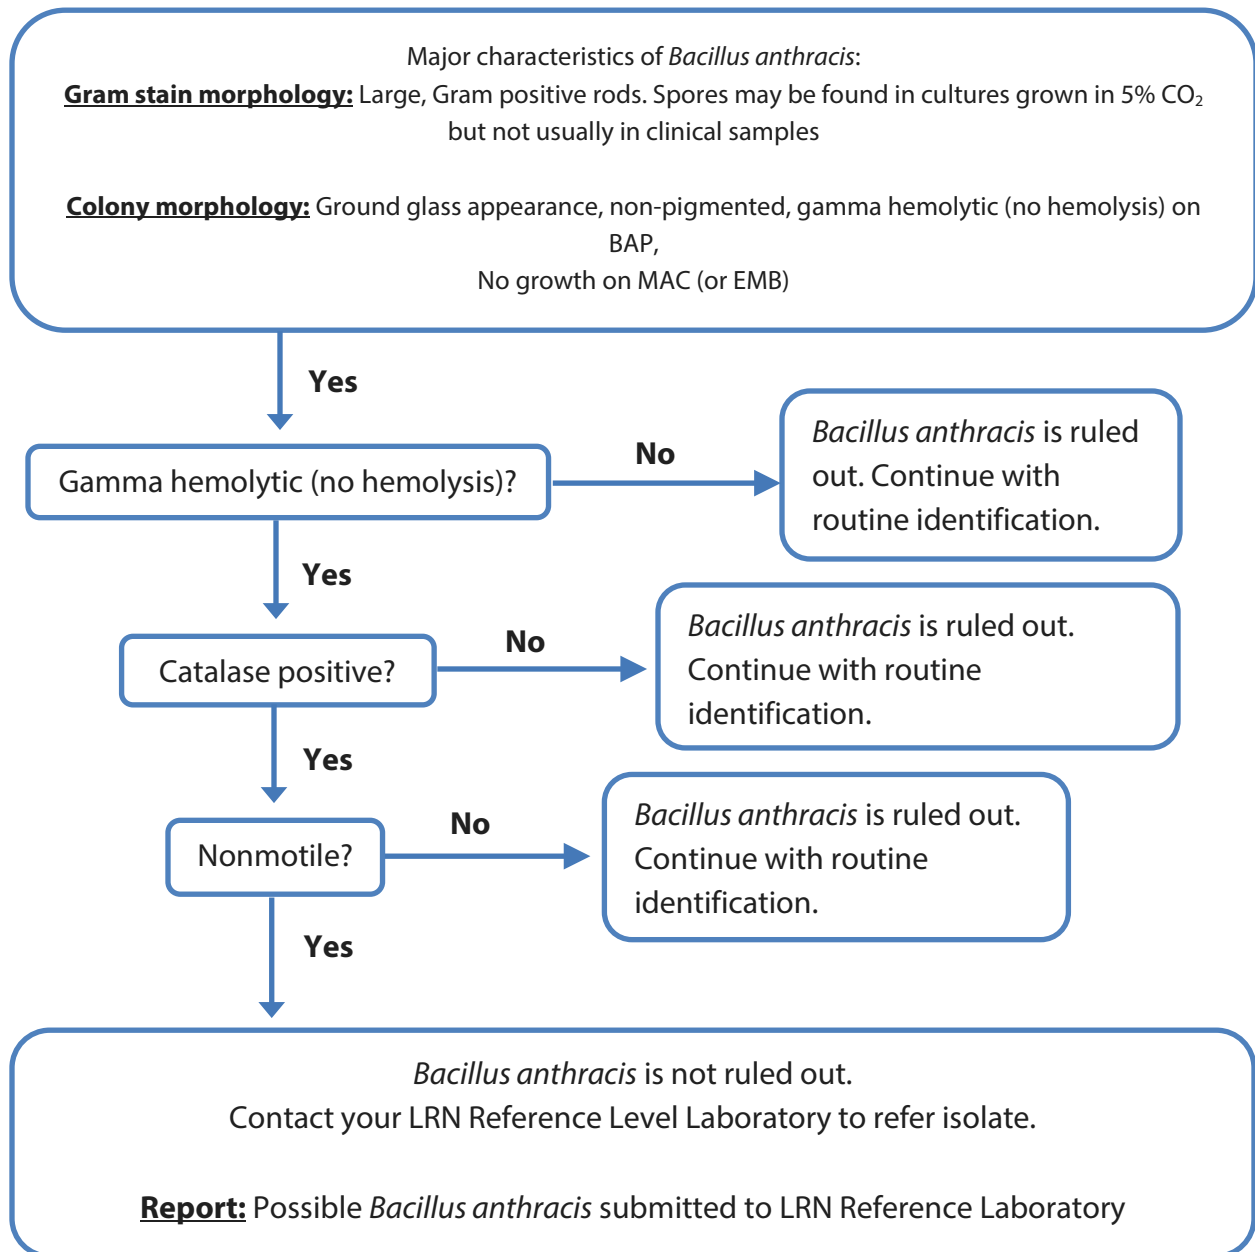 Major characteristics of Bacillus anthracis:
Gram stain morphology: Large, Gram positive rods. Spores may be found in cultures grown in 5% CO₂
but not usually in clinical samples
Colony morphology: Ground glass appearance, non-pigmented, gamma hemolytic (no hemolysis) on
BAP,
No growth on MAC (or EMB)
Yes
Gamma hemolytic (no hemolysis)?
No
Bacillus anthracis is ruled
out. Continue with
routine identification.
Yes
Catalase positive?
No
Bacillus anthracis is ruled out.
Continue with routine
identification.
Yes
Nonmotile?
No
Bacillus anthracis is ruled out.
Continue with routine
identification.
Yes
Bacillus anthracis is not ruled out.
Contact your LRN Reference Level Laboratory to refer isolate.
Report: Possible Bacillus anthracis submitted to LRN Reference Laboratory